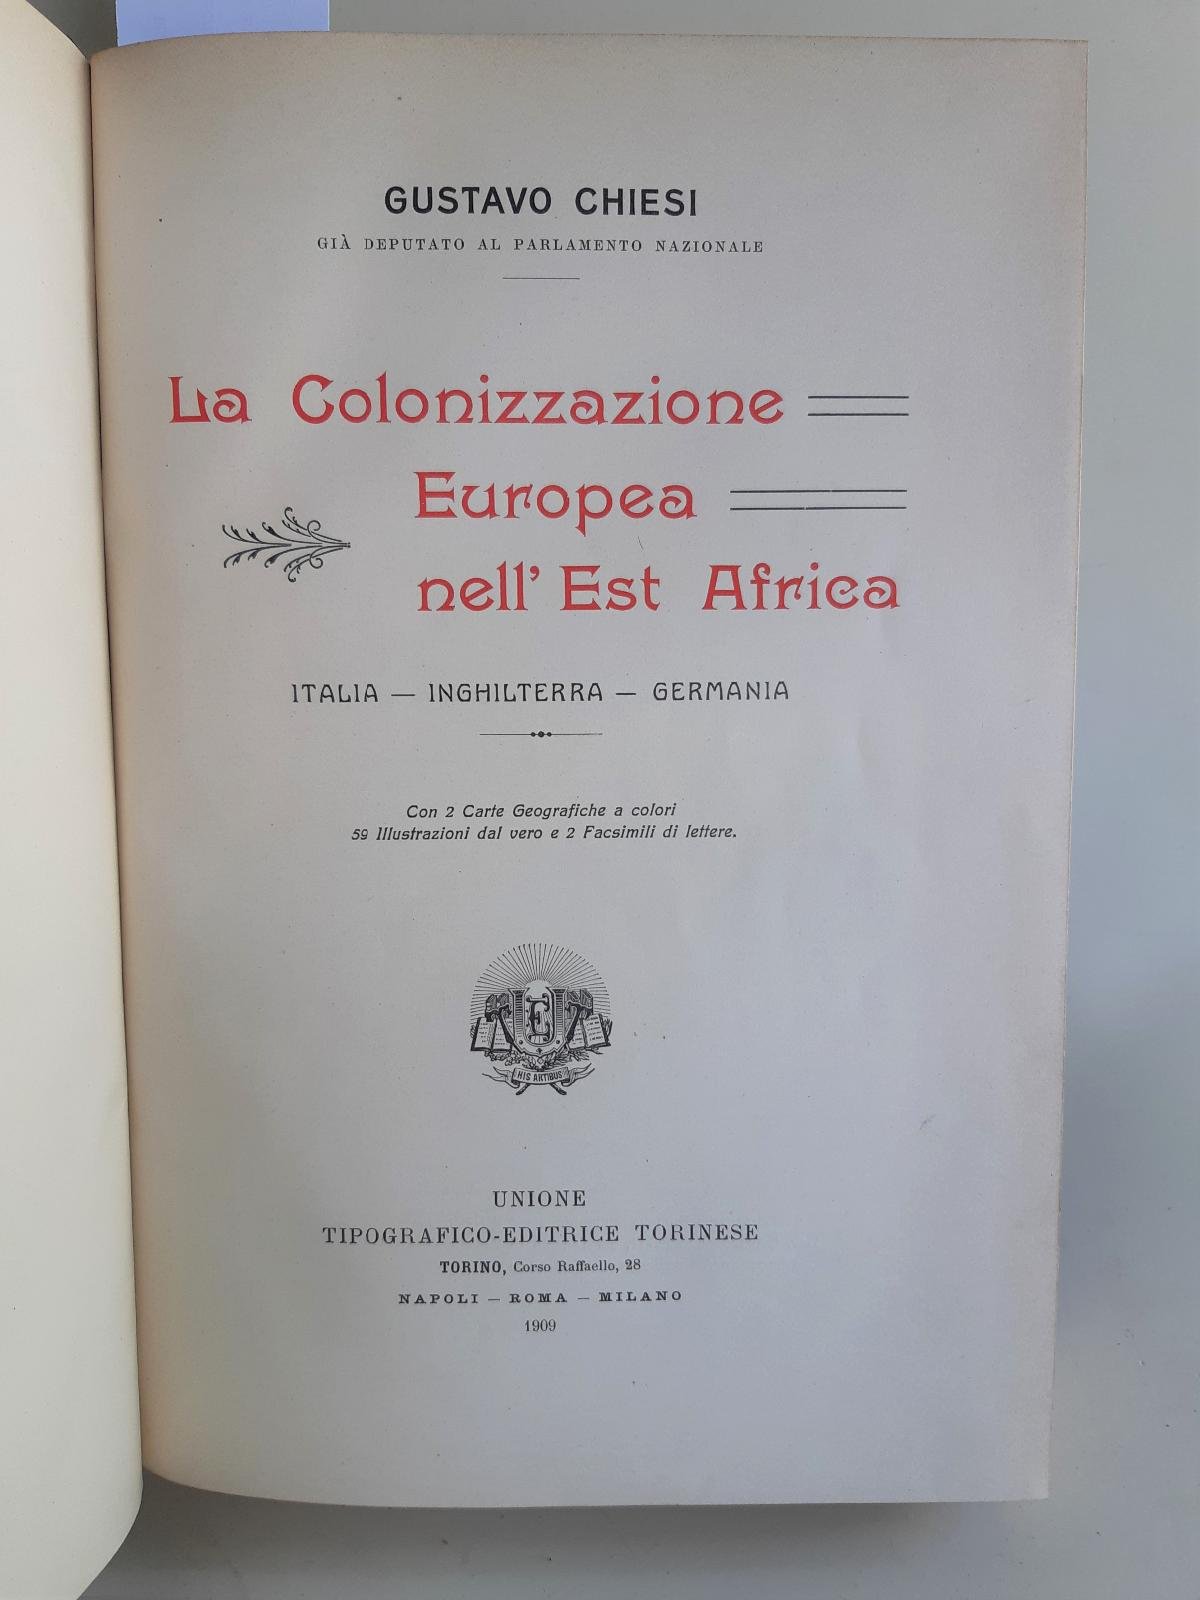 GUSTAVO CHIESI
GIÀ DEPUTATO AL PARLAMENTO NAZIONALE
La Colonizzazione
Europea
nell' Est Africa
ITALIA — INGHILTERRA — GERMANIA
Con 2 Carte Geografiche a colori
59 Illustrazioni dal vero e 2 Facsimili di lettere.
UTE
HIS ARTIBUS
UNIONE
TIPOGRAFICO-EDITRICE TORINESE
TORINO, Corso Raffaello, 28
NAPOLI — ROMA — MILANO
1909